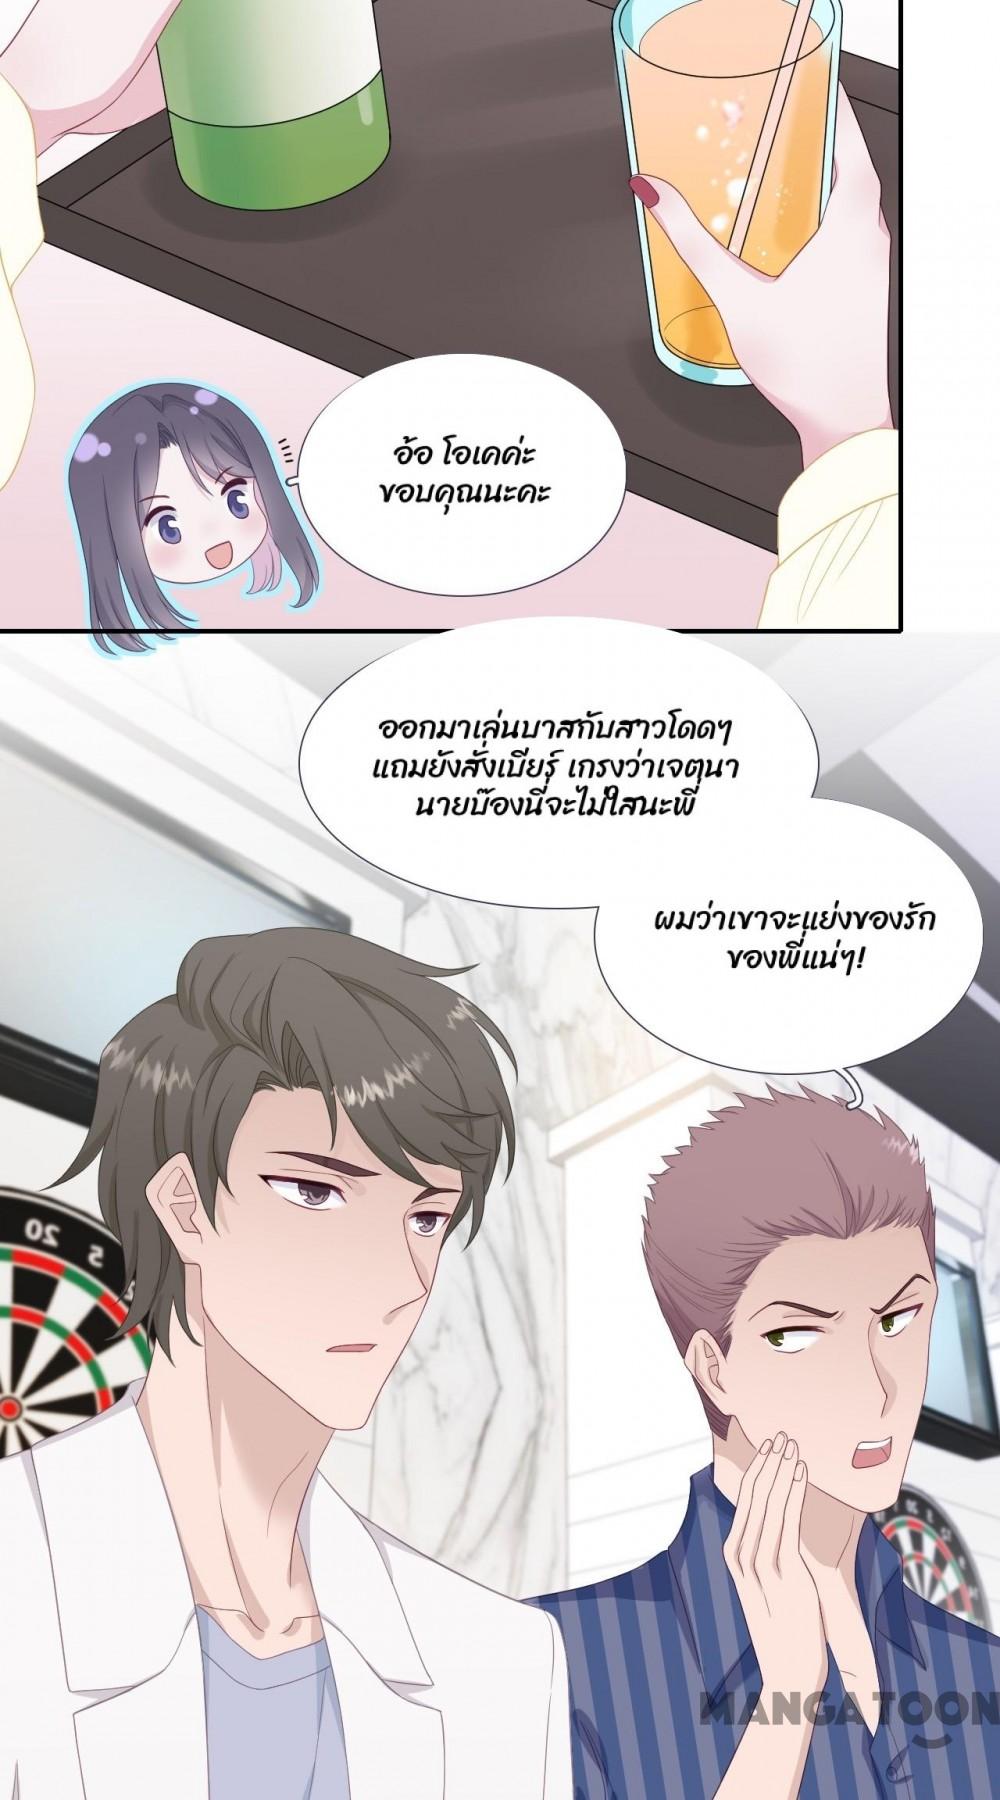 อ้อ โอเคค่ะ
ขอบคุณนะคะ
ออกมาเล่นบาสกับสาวโดดๆ
แถมยังสั่งเบียร์ เกรงว่าเจตนา
นายบ๊องนี่จะไม่ใสนะพี่
ผมว่าเขาจะแย่งของรัก
ของพี่แน่ๆ!
20
5
MANGATOON